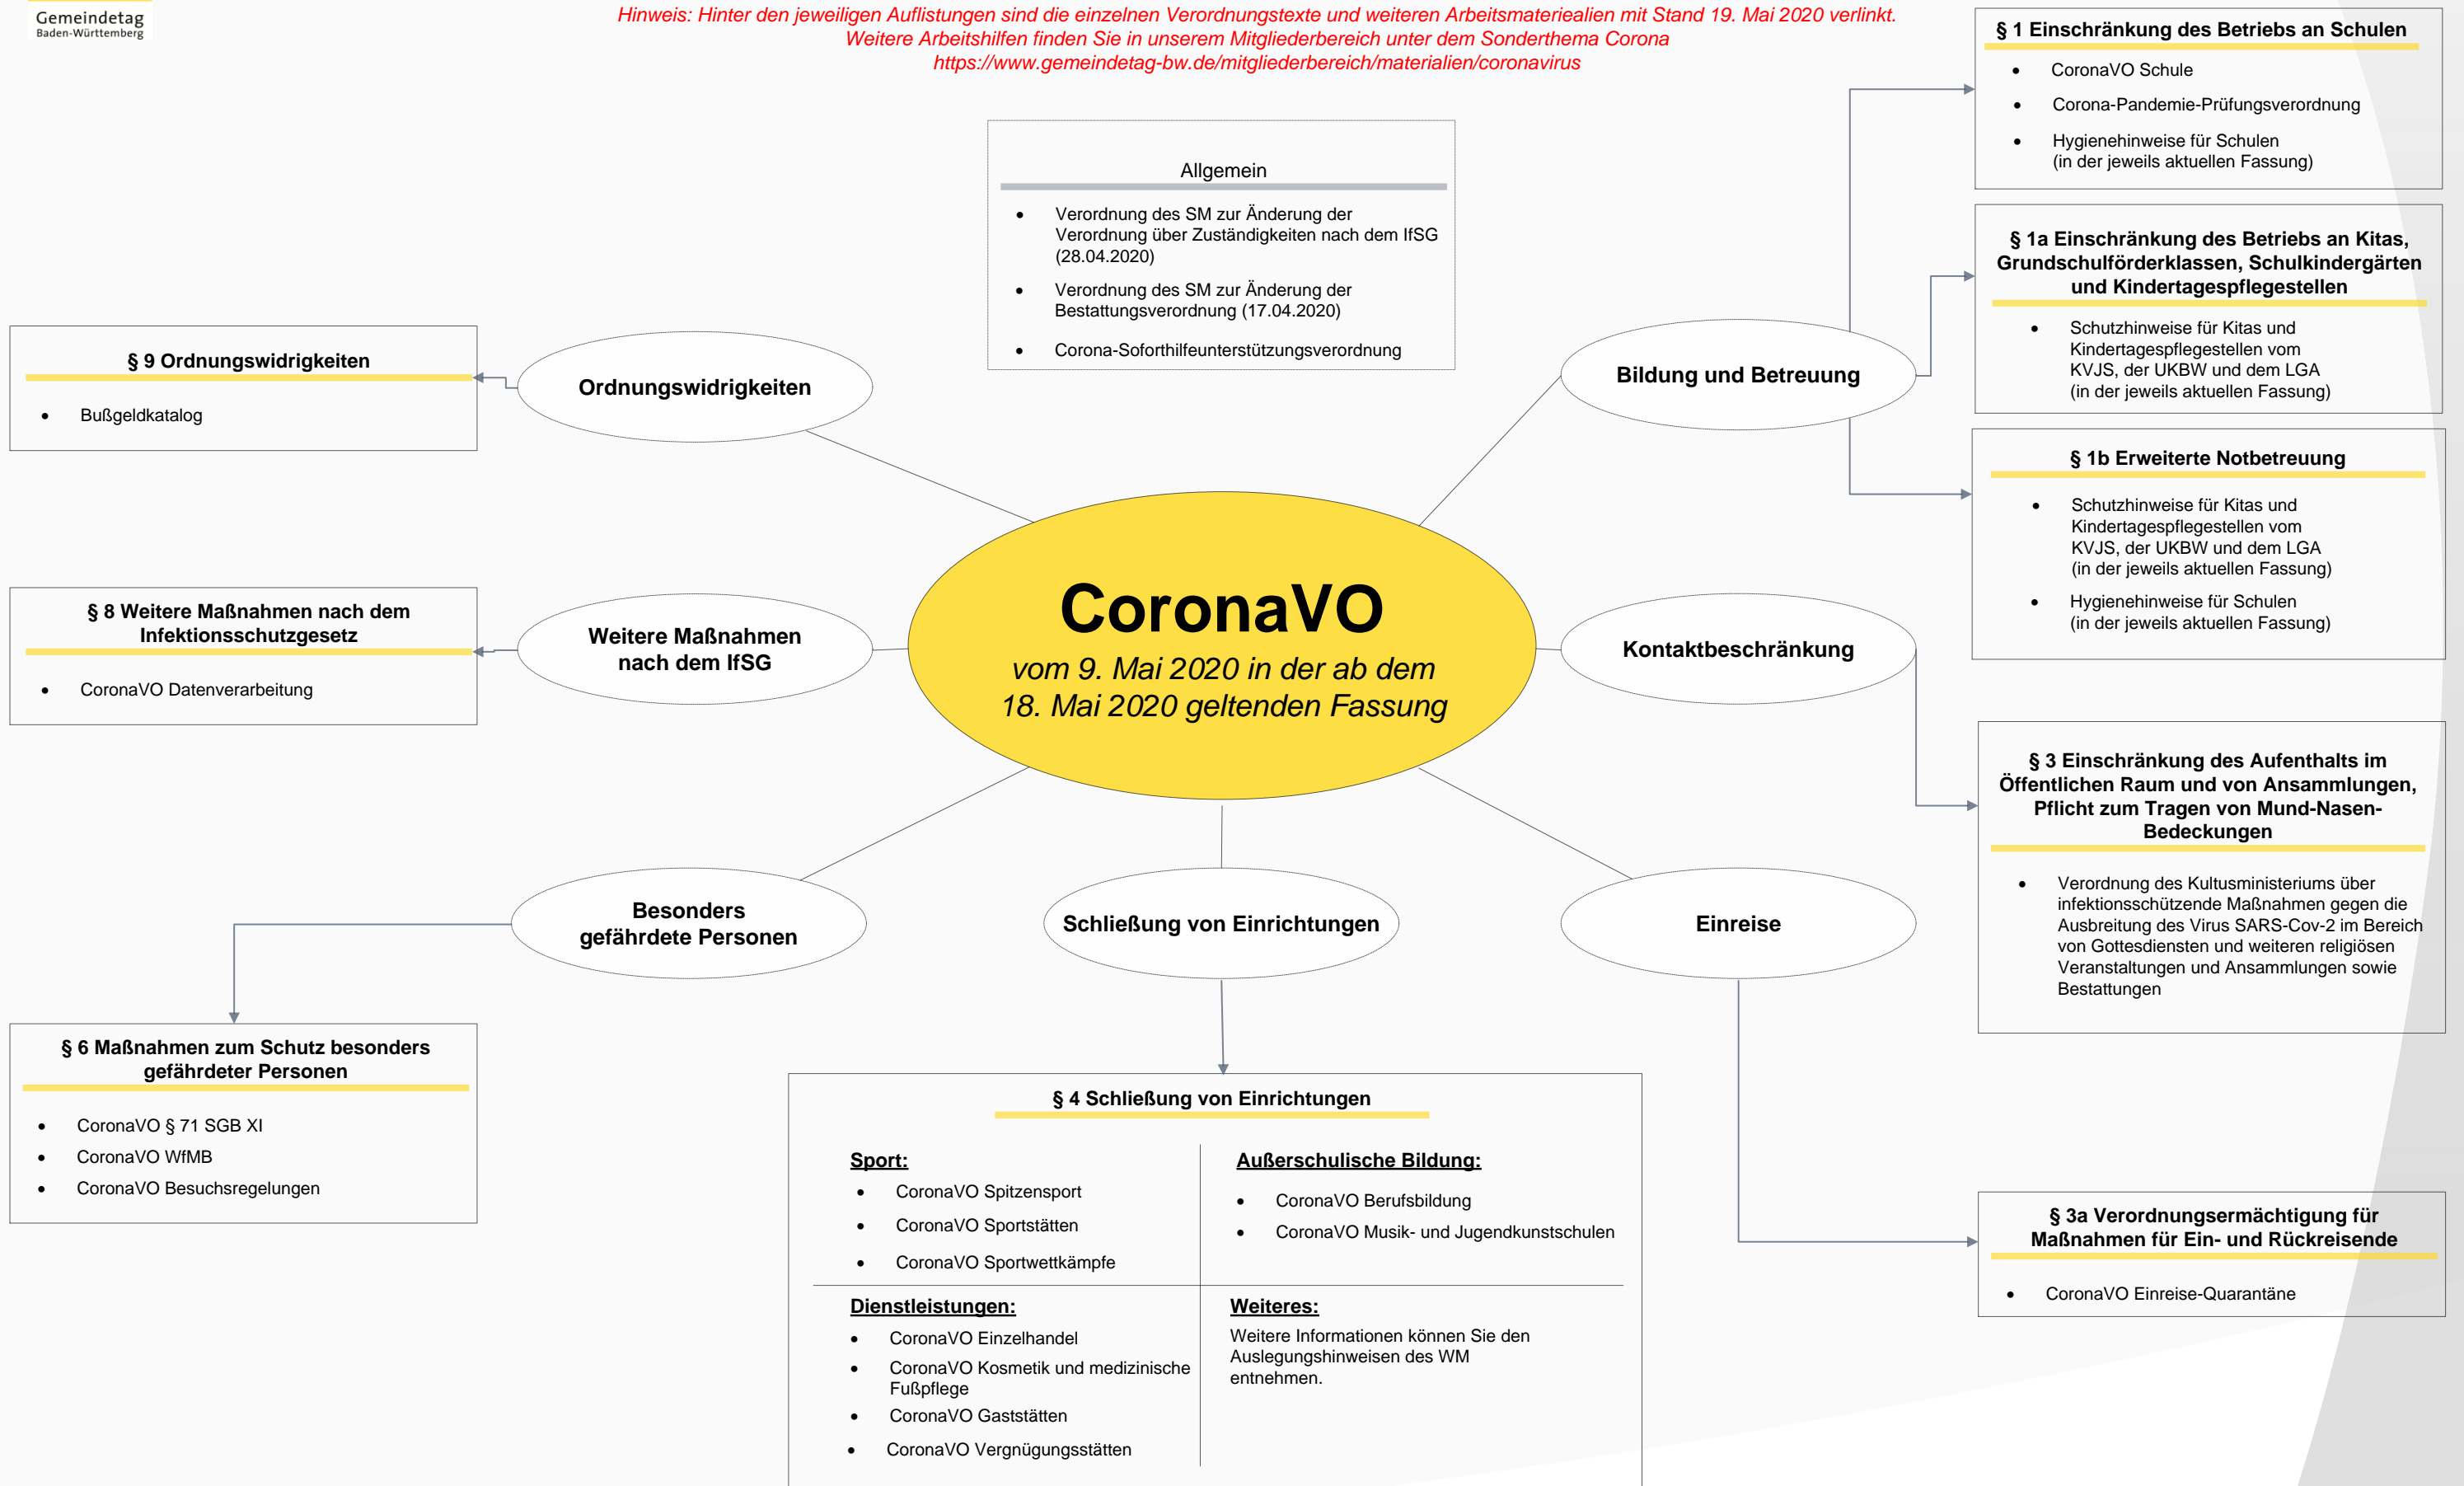 Gemeindetag
Baden-Württemberg
Hinweis: Hinter den jeweiligen Auflistungen sind die einzelnen Verordnungstexte und weiteren Arbeitsmateriealien mit Stand 19. Mai 2020 verlinkt.
Weitere Arbeitshilfen finden Sie in unserem Mitgliederbereich unter dem Sonderthema Corona
https://www.gemeindetag-bw.de/mitgliederbereich/materialien/coronavirus
Allgemein
• Verordnung des SM zur Änderung der
Verordnung über Zuständigkeiten nach dem IfSG
(28.04.2020)
• Verordnung des SM zur Änderung der
Bestattungsverordnung (17.04.2020)
• Corona-Soforthilfeunterstützungsverordnung
CoronaVO
vom 9. Mai 2020 in der ab dem
18. Mai 2020 geltenden Fassung
Bildung und Betreuung
§ 1 Einschränkung des Betriebs an Schulen
• CoronaVO Schule
• Corona-Pandemie-Prüfungsverordnung
• Hygienehinweise für Schulen
(in der jeweils aktuellen Fassung)
§ 1a Einschränkung des Betriebs an Kitas,
Grundschulförderklassen, Schulkindergärten
und Kindertagespflegestellen
• Schutzhinweise für Kitas und
Kindertagespflegestellen vom
KVJS, der UKBW und dem LGA
(in der jeweils aktuellen Fassung)
§ 1b Erweiterte Notbetreuung
• Schutzhinweise für Kitas und
Kindertagespflegestellen vom
KVJS, der UKBW und dem LGA
(in der jeweils aktuellen Fassung)
• Hygienehinweise für Schulen
(in der jeweils aktuellen Fassung)
Kontaktbeschränkung
§ 3 Einschränkung des Aufenthalts im
Öffentlichen Raum und von Ansammlungen,
Pflicht zum Tragen von Mund-Nasen-
Bedeckungen
• Verordnung des Kultusministeriums über
infektionsschützende Maßnahmen gegen die
Ausbreitung des Virus SARS-Cov-2 im Bereich
von Gottesdiensten und weiteren religiösen
Veranstaltungen und Ansammlungen sowie
Bestattungen
Einreise
§ 3a Verordnungsermächtigung für
Maßnahmen für Ein- und Rückreisende
• CoronaVO Einreise-Quarantäne
Schließung von Einrichtungen
§ 4 Schließung von Einrichtungen
Sport:
• CoronaVO Spitzensport
• CoronaVO Sportstätten
• CoronaVO Sportwettkämpfe
Außerschulische Bildung:
• CoronaVO Berufsbildung
• CoronaVO Musik- und Jugendkunstschulen
Dienstleistungen:
• CoronaVO Einzelhandel
• CoronaVO Kosmetik und medizinische
Fußpflege
• CoronaVO Gaststätten
• CoronaVO Vergnügungsstätten
Weiteres:
Weitere Informationen können Sie den
Auslegungshinweisen des WM
entnehmen.
Besonders
gefährdete Personen
§ 6 Maßnahmen zum Schutz besonders
gefährdeter Personen
• CoronaVO § 71 SGB XI
• CoronaVO WfMB
• CoronaVO Besuchsregelungen
Weitere Maßnahmen
nach dem IfSG
§ 8 Weitere Maßnahmen nach dem
Infektionsschutzgesetz
• CoronaVO Datenverarbeitung
Ordnungswidrigkeiten
§ 9 Ordnungswidrigkeiten
• Bußgeldkatalog